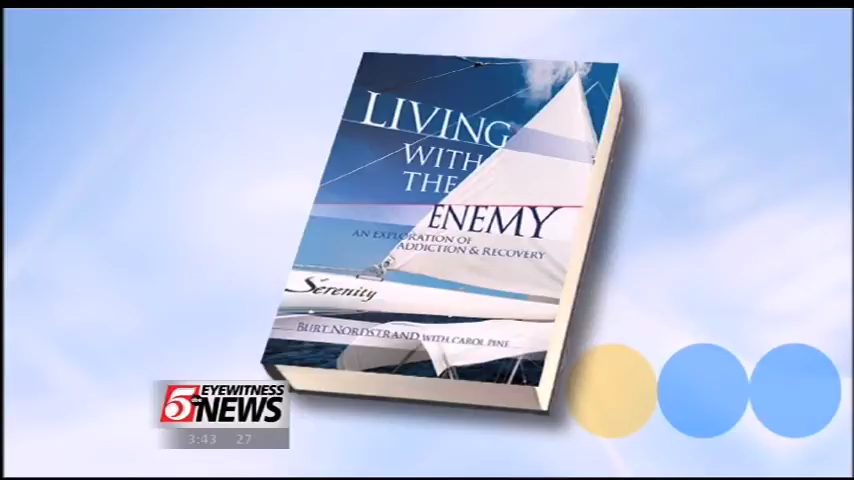 LIVING
WITH
THE
ENEMY
AN EXPLORATION OF
ADDICTION & RECOVERY
Serenity
BURT NORDSTRAND WITH CAROL PINE
5 abc EYEWITNESS
NEWS
3:43 27